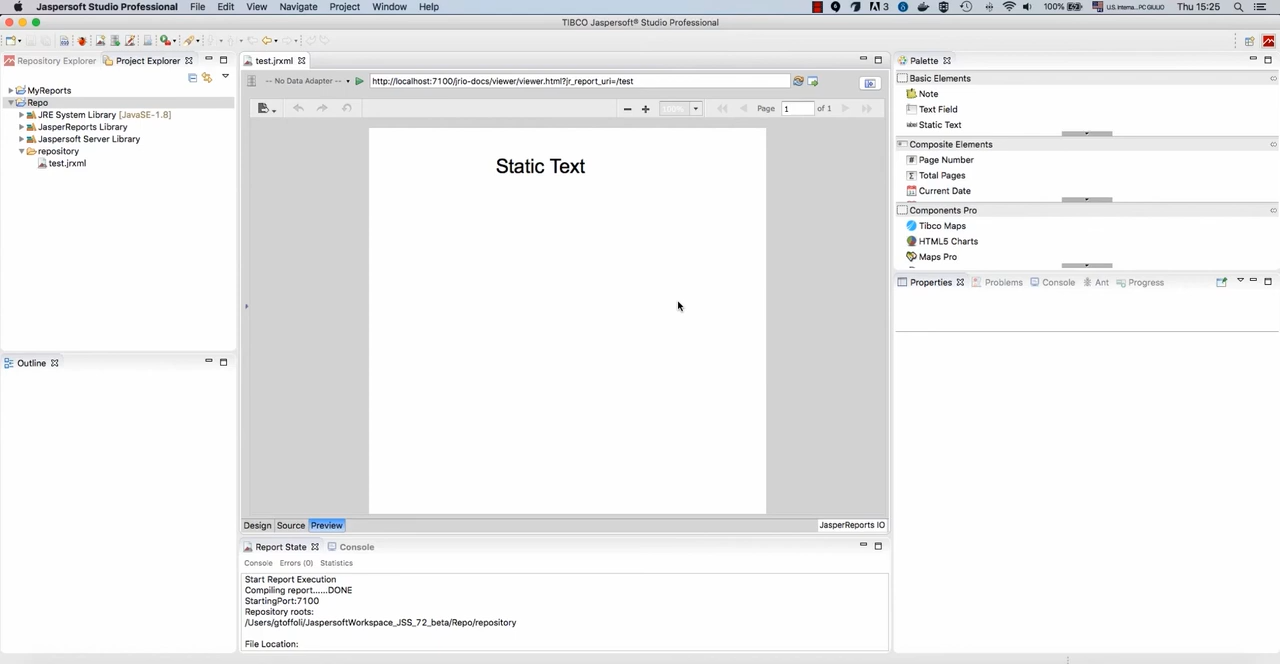 Jaspersoft Studio Professional File Edit View Navigate Project Window Help 3 100% U.S. Interna... PC GIULIO Thu 15:25
TIBCO Jaspersoft® Studio Professional
Repository Explorer Project Explorer
MyReports
Repo
JRE System Library [JavaSE-1.8]
JasperReports Library
Jaspersoft Server Library
repository
test.jrxml
Outline
test.jrxml
-- No Data Adapter -- http://localhost:7100/jrio-docs/viewer/viewer.html?jr_report_uri=/test
100% Page 1 of 1
Static Text
Design Source Preview JasperReports IO
Report State Console
Console Errors (0) Statistics
Start Report Execution
Compiling report......DONE
StartingPort:7100
Repository roots:
/Users/gtoffoli/JaspersoftWorkspace_JSS_72_beta/Repo/repository
File Location:
Palette
Basic Elements
Note
Text Field
Static Text
Composite Elements
Page Number
Total Pages
Current Date
Components Pro
Tibco Maps
HTML5 Charts
Maps Pro
Properties Problems Console Ant Progress